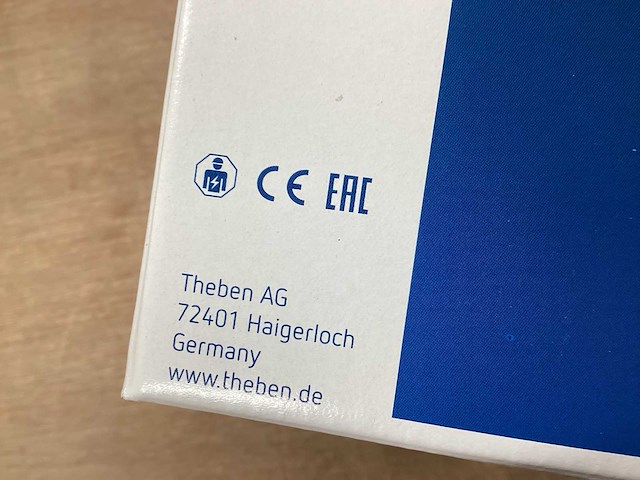 CE EAC
Theben AG
72401 Haigerloch
Germany
www.theben.de